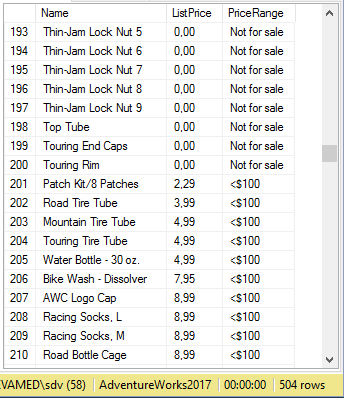 Name ListPrice PriceRange
193 Thin-Jam Lock Nut 5 0,00 Not for sale
194 Thin-Jam Lock Nut 6 0,00 Not for sale
195 Thin-Jam Lock Nut 7 0,00 Not for sale
196 Thin-Jam Lock Nut 8 0,00 Not for sale
197 Thin-Jam Lock Nut 9 0,00 Not for sale
198 Top Tube 0,00 Not for sale
199 Touring End Caps 0,00 Not for sale
200 Touring Rim 0,00 Not for sale
201 Patch Kit/8 Patches 2,29 <$100
202 Road Tire Tube 3,99 <$100
203 Mountain Tire Tube 4,99 <$100
204 Touring Tire Tube 4,99 <$100
205 Water Bottle - 30 oz. 4,99 <$100
206 Bike Wash - Dissolver 7,95 <$100
207 AWC Logo Cap 8,99 <$100
208 Racing Socks, L 8,99 <$100
209 Racing Socks, M 8,99 <$100
210 Road Bottle Cage 8,99 <$100
EVAMED\sdv (58) AdventureWorks2017 00:00:00 504 rows